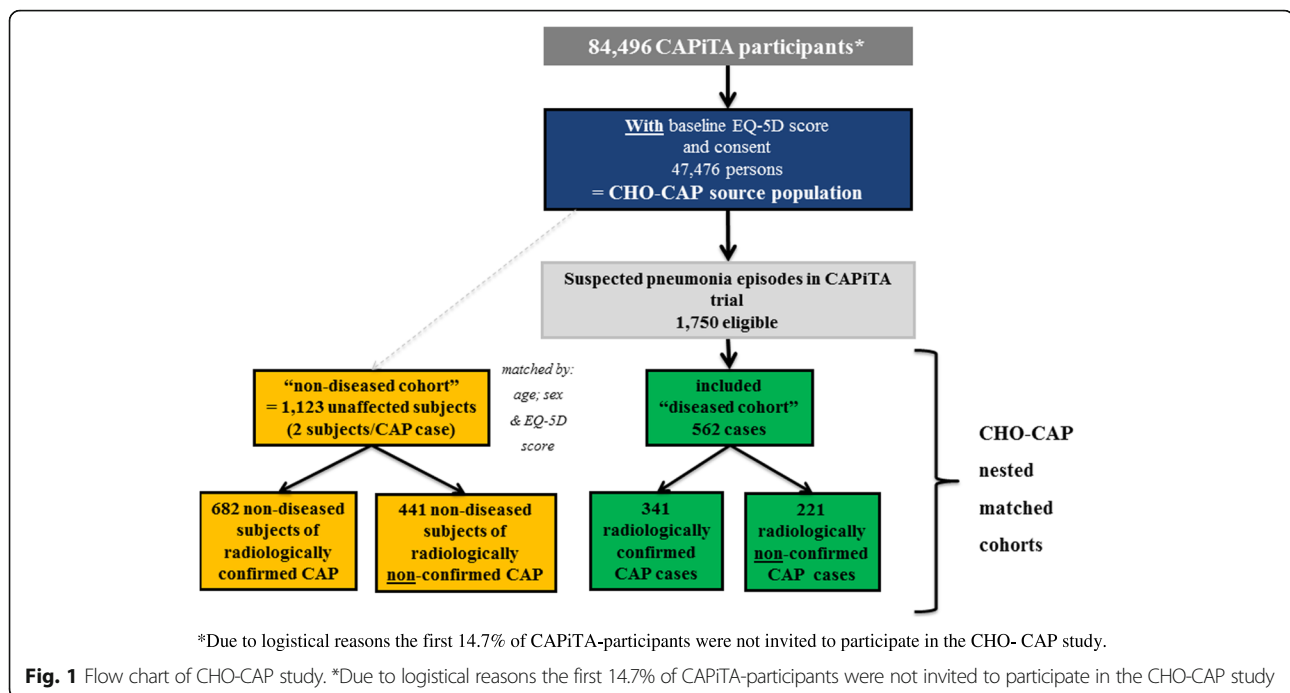 84,496 CAPiTA participants*
With baseline EQ-5D score
and consent
47,476 persons
= CHO-CAP source population
Suspected pneumonia episodes in CAPiTA
trial
1,750 eligible
“non-diseased cohort”
= 1,123 unaffected subjects
(2 subjects/CAP case)
matched by:
age; sex
& EQ-5D
score
included
“diseased cohort”
562 cases
682 non-diseased
subjects of
radiologically
confirmed CAP
441 non-diseased
subjects of
radiologically
non-confirmed CAP
341
radiologically
confirmed
CAP cases
221
radiologically
non-confirmed
CAP cases
CHO-CAP
nested
matched
cohorts
*Due to logistical reasons the first 14.7% of CAPiTA-participants were not invited to participate in the CHO- CAP study.
Fig. 1 Flow chart of CHO-CAP study. *Due to logistical reasons the first 14.7% of CAPiTA-participants were not invited to participate in the CHO-CAP study